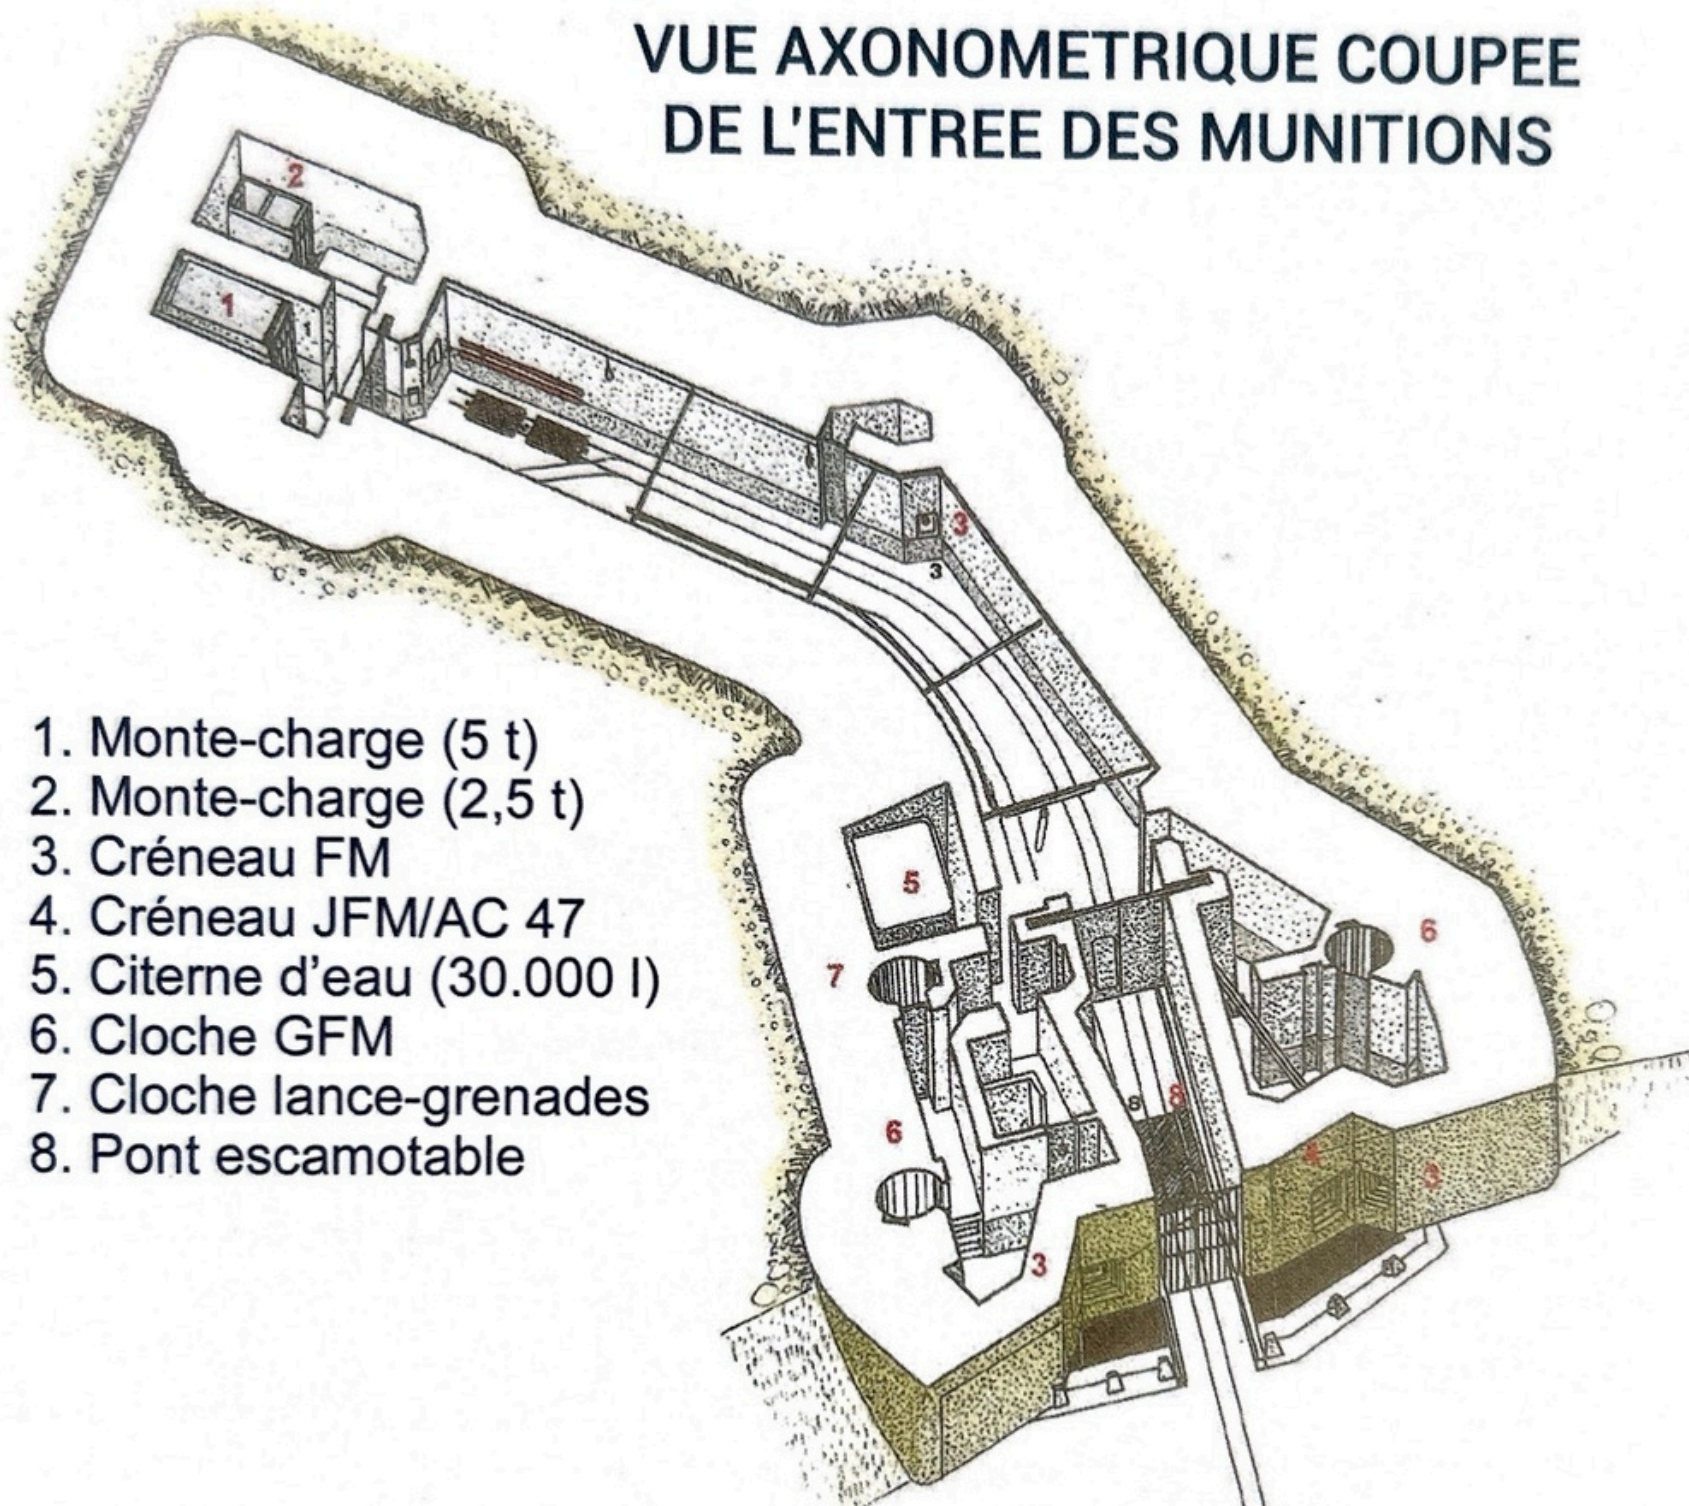 VUE AXONOMETRIQUE COUPEE
DE L'ENTREE DES MUNITIONS
2
1
1
3
3
1. Monte-charge (5 t)
2. Monte-charge (2,5 t)
3. Créneau FM
4. Créneau JFM/AC 47
5. Citerne d’eau (30.000 l)
6. Cloche GFM
7. Cloche lance-grenades
8. Pont escamotable
5
6
7
8
8
6
4
3
3